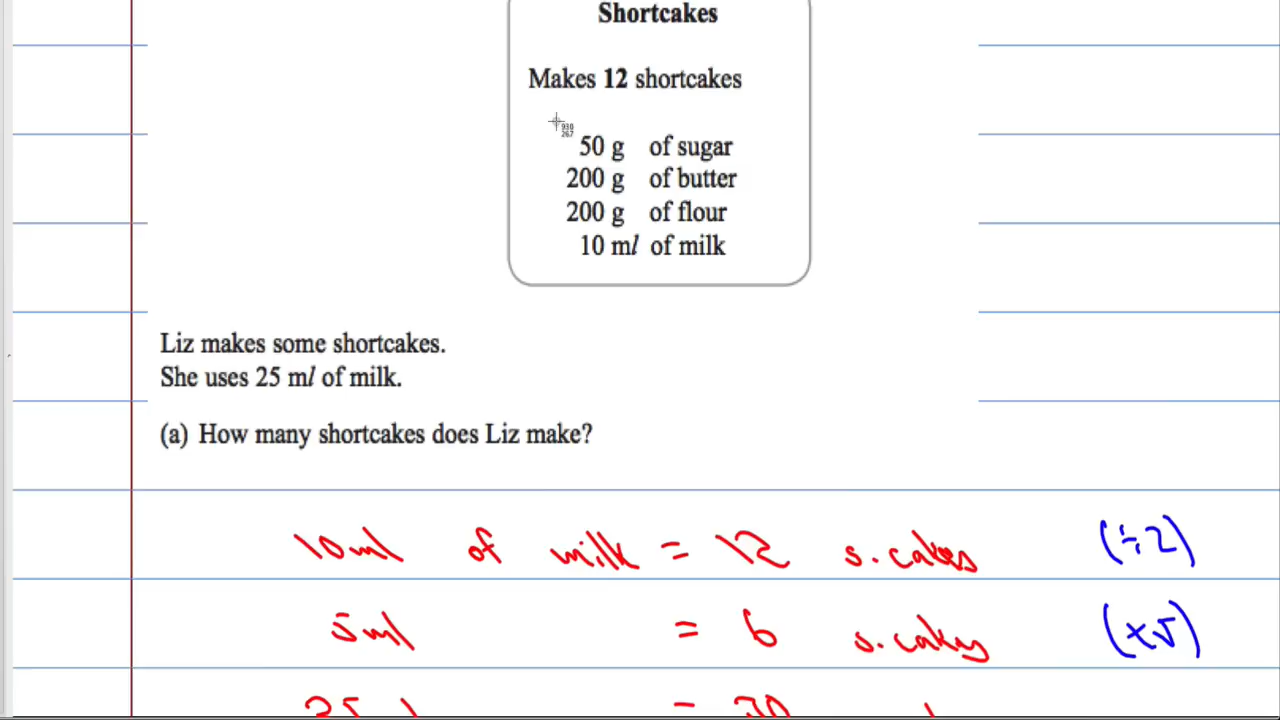 Shortcakes
Makes 12 shortcakes
50 g of sugar
200 g of butter
200 g of flour
10 ml of milk
Liz makes some shortcakes.
She uses 25 ml of milk.
(a) How many shortcakes does Liz make?
10ml of milk = 12 s.cakes (÷2)
5ml = 6 s.cakes (×5)
= 30